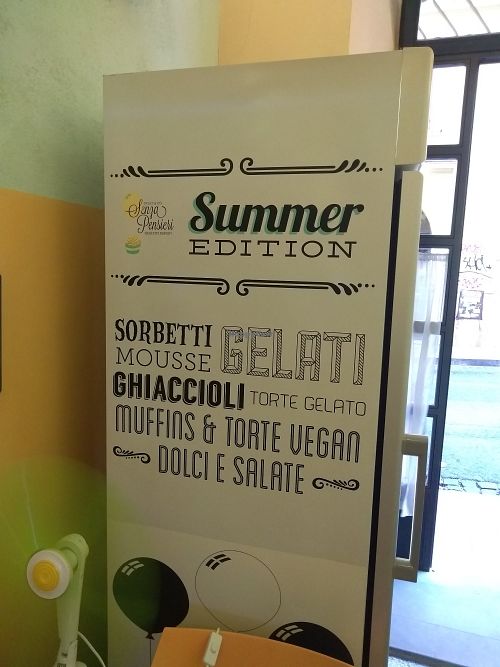 Senza
Pensieri
Summer
EDITION
SORBETTI
MOUSSE
GELATI
GHIACCIOLI TORTE GELATO
MUFFINS & TORTE VEGAN
DOLCI E SALATE